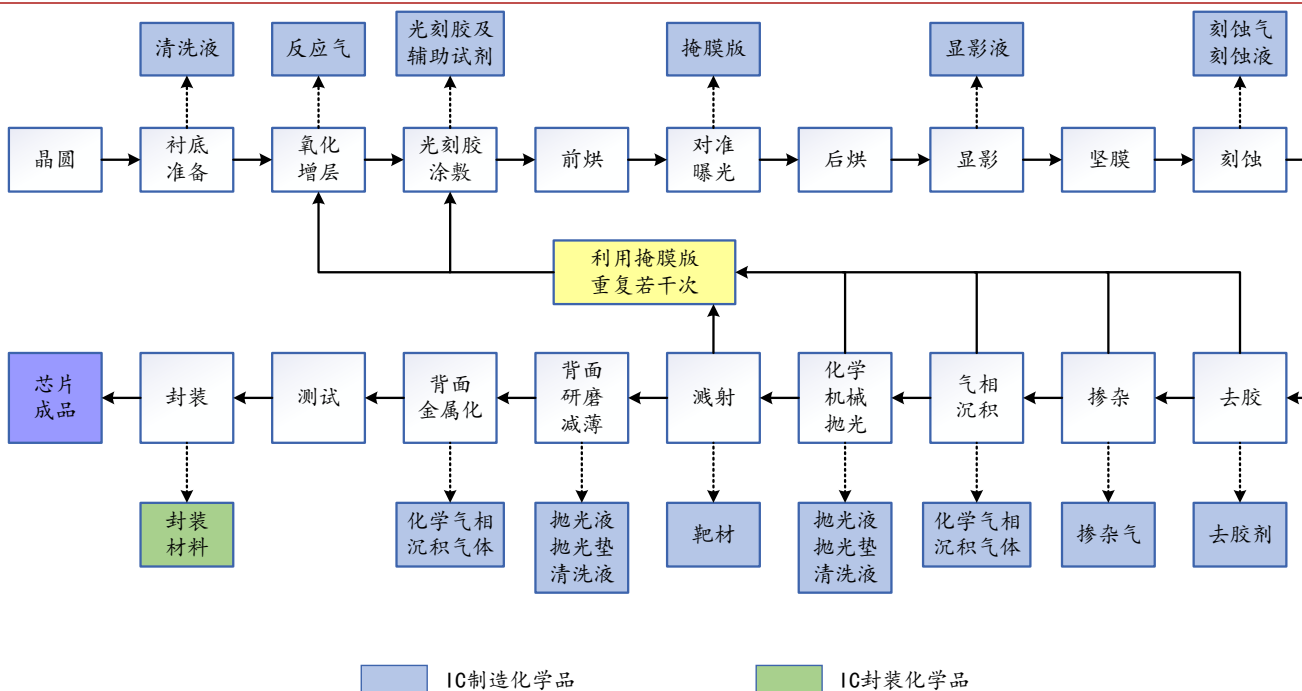 清洗液
反应气
光刻胶及
辅助试剂
掩膜版
显影液
刻蚀气
刻蚀液
晶圆
衬底
准备
氧化
增层
光刻胶
涂敷
前烘
对准
曝光
后烘
显影
坚膜
刻蚀
利用掩膜版
重复若干次
芯片
成品
封装
测试
背面
金属化
背面
研磨
减薄
溅射
化学
机械
抛光
气相
沉积
掺杂
去胶
封装
材料
化学气相
沉积气体
抛光液
抛光垫
清洗液
靶材
抛光液
抛光垫
清洗液
化学气相
沉积气体
掺杂气
去胶剂
IC制造化学品
IC封装化学品